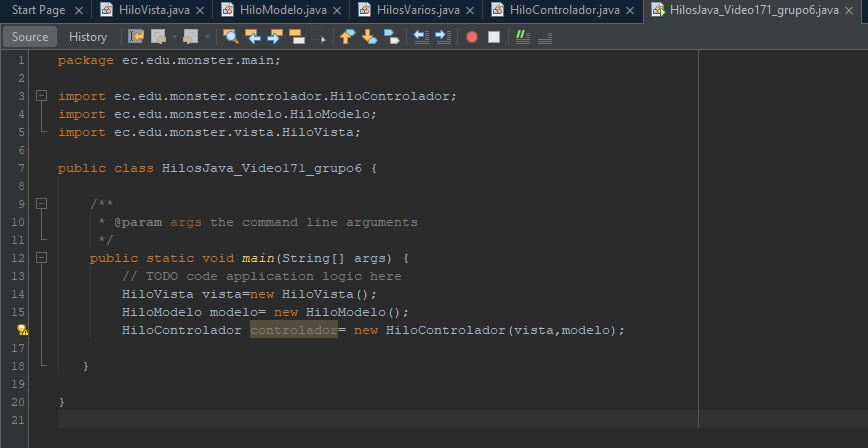 Start Page HiloVista.java HiloModelo.java HilosVarios.java HiloControlador.java HilosJava_Video171_grupo6.java
Source History
1 package ec.edu.monster.main;
2
3 import ec.edu.monster.controlador.HiloControlador;
4 import ec.edu.monster.modelo.HiloModelo;
5 import ec.edu.monster.vista.HiloVista;
6
7 public class HilosJava_Video171_grupo6 {
8
9 /**
10 * @param args the command line arguments
11 */
12 public static void main(String[] args) {
13 // TODO code application logic here
14 HiloVista vista=new HiloVista();
15 HiloModelo modelo= new HiloModelo();
HiloControlador controlador= new HiloControlador(vista,modelo);
17
18 }
19
20 }
21